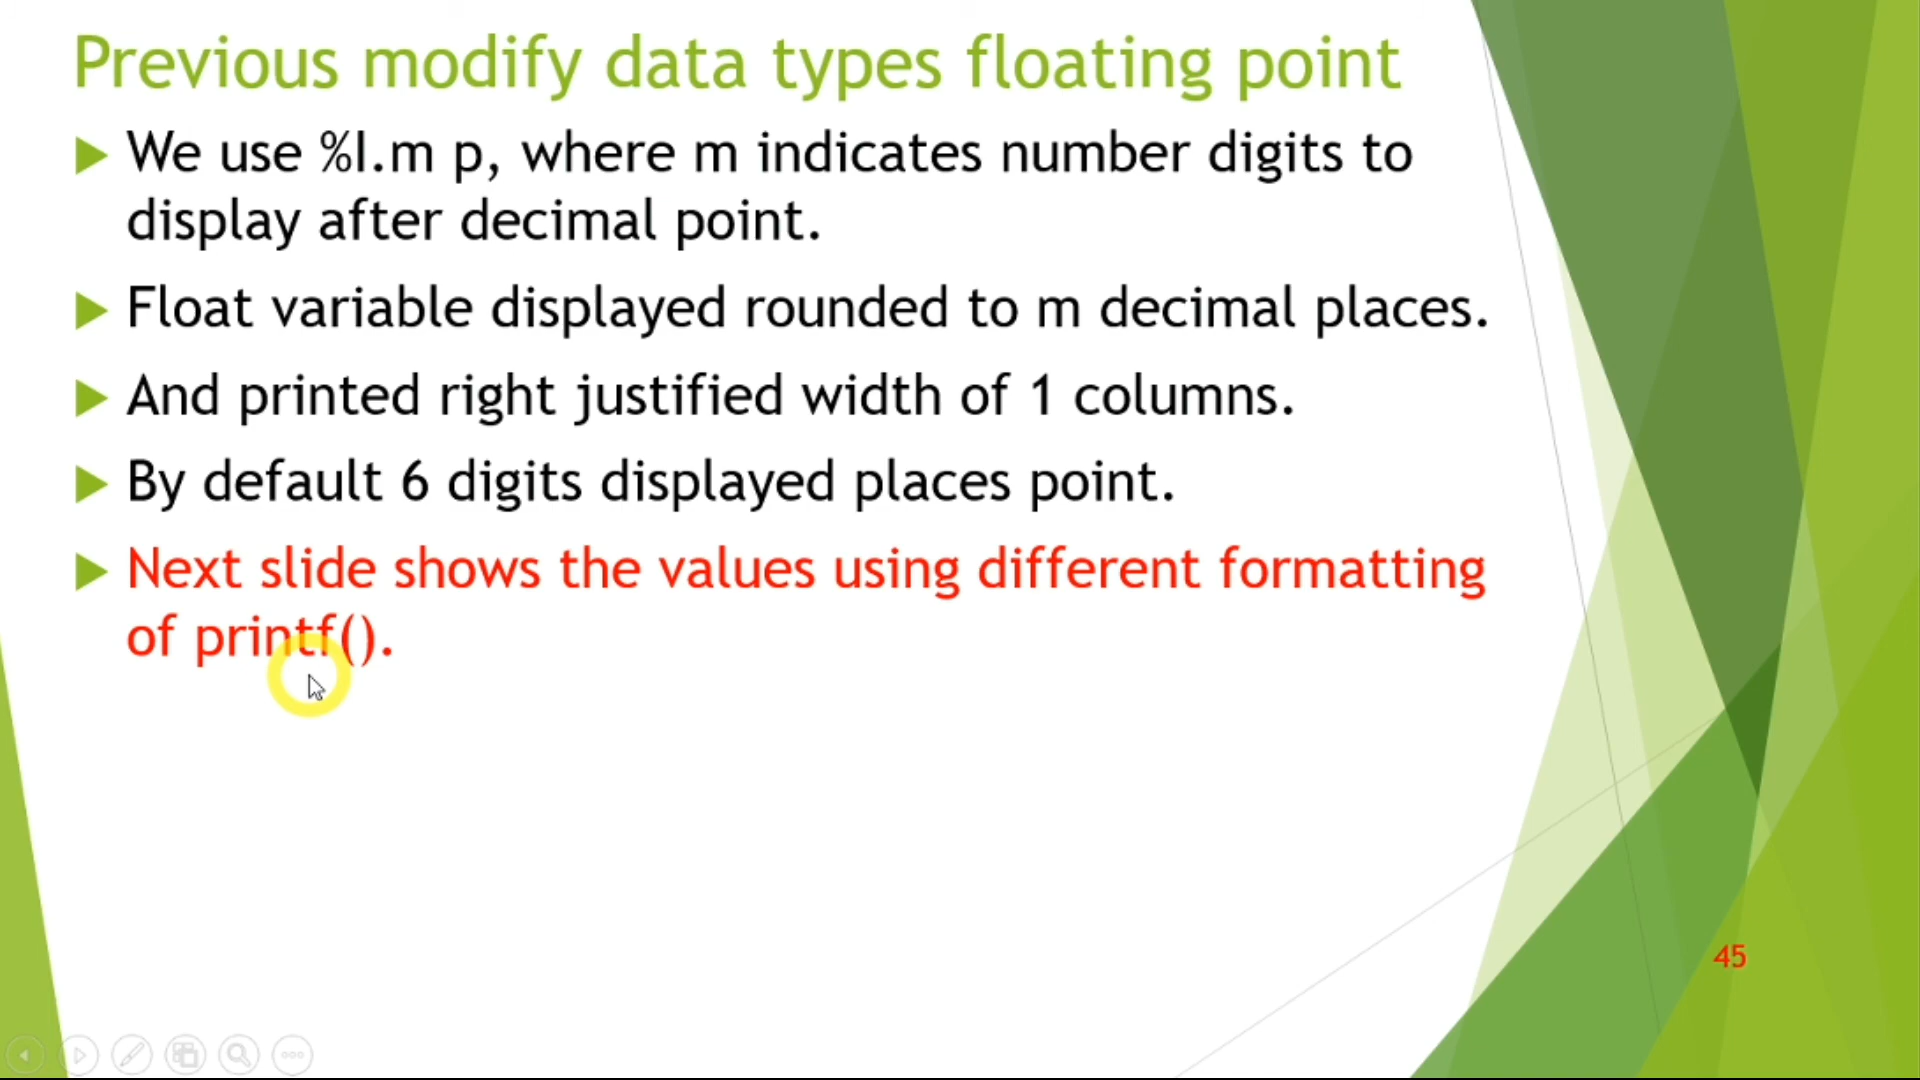 Previous modify data types floating point
We use %I.m p, where m indicates number digits to
display after decimal point.
Float variable displayed rounded to m decimal places.
And printed right justified width of 1 columns.
By default 6 digits displayed places point.
Next slide shows the values using different formatting
of printf().
45